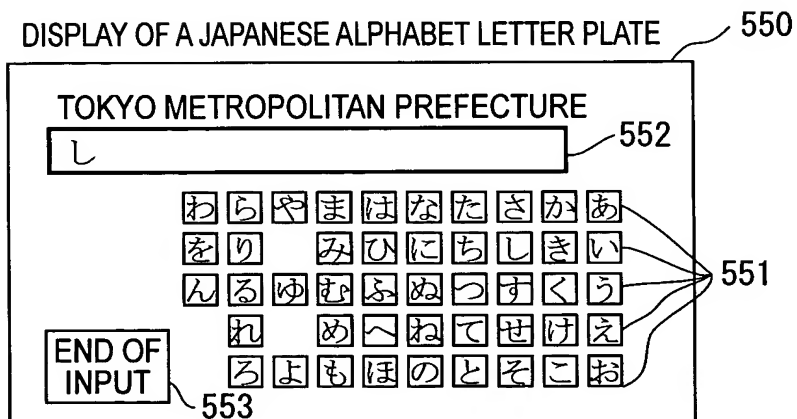 DISPLAY OF A JAPANESE ALPHABET LETTER PLATE
550
TOKYO METROPOLITAN PREFECTURE
し
552
わ ら や ま は な た さ か あ
を り み ひ に ち し き い
ん る ゆ む ふ ぬ つ す く う
551
れ め へ ね て せ け え
ろ よ も ほ の と そ こ お
END OF
INPUT
553